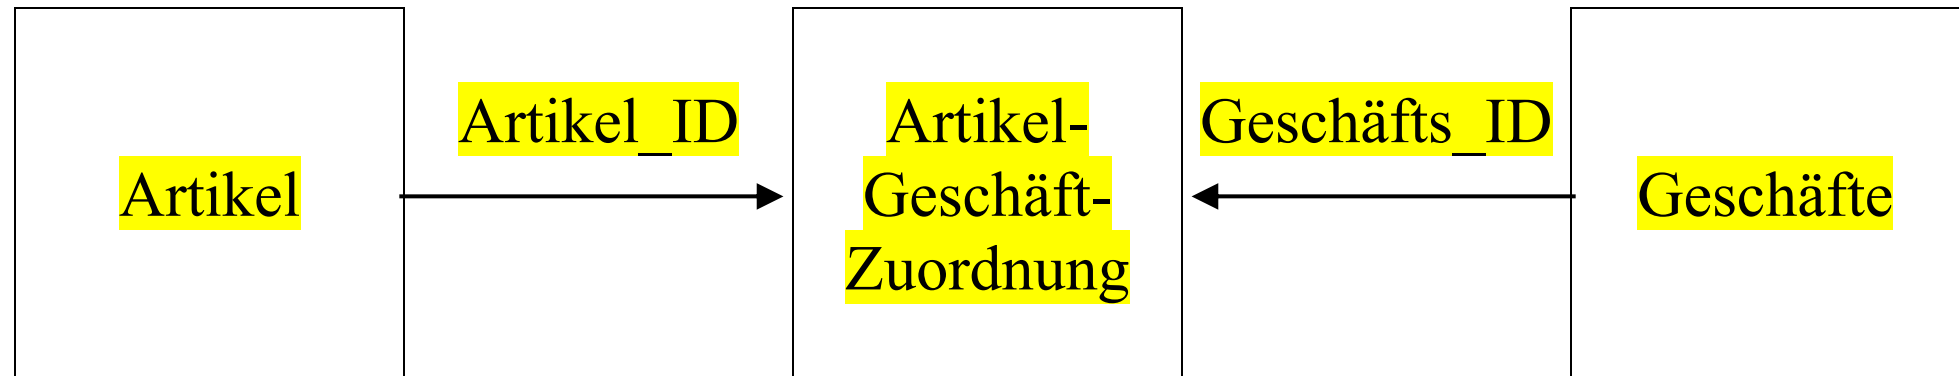 Artikel
Artikel_ID
Artikel-
Geschäft-
Zuordnung
Geschäfts_ID
Geschäfte